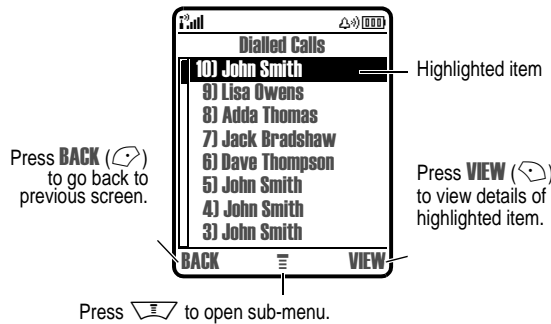 Dialled Calls
10) John Smith
Highlighted item
9) Lisa Owens
8) Adda Thomas
7) Jack Bradshaw
6) Dave Thompson
5) John Smith
4) John Smith
3) John Smith
Press BACK ( )
to go back to
previous screen.
Press VIEW ( )
to view details of
highlighted item.
BACK
VIEW
Press to open sub-menu.